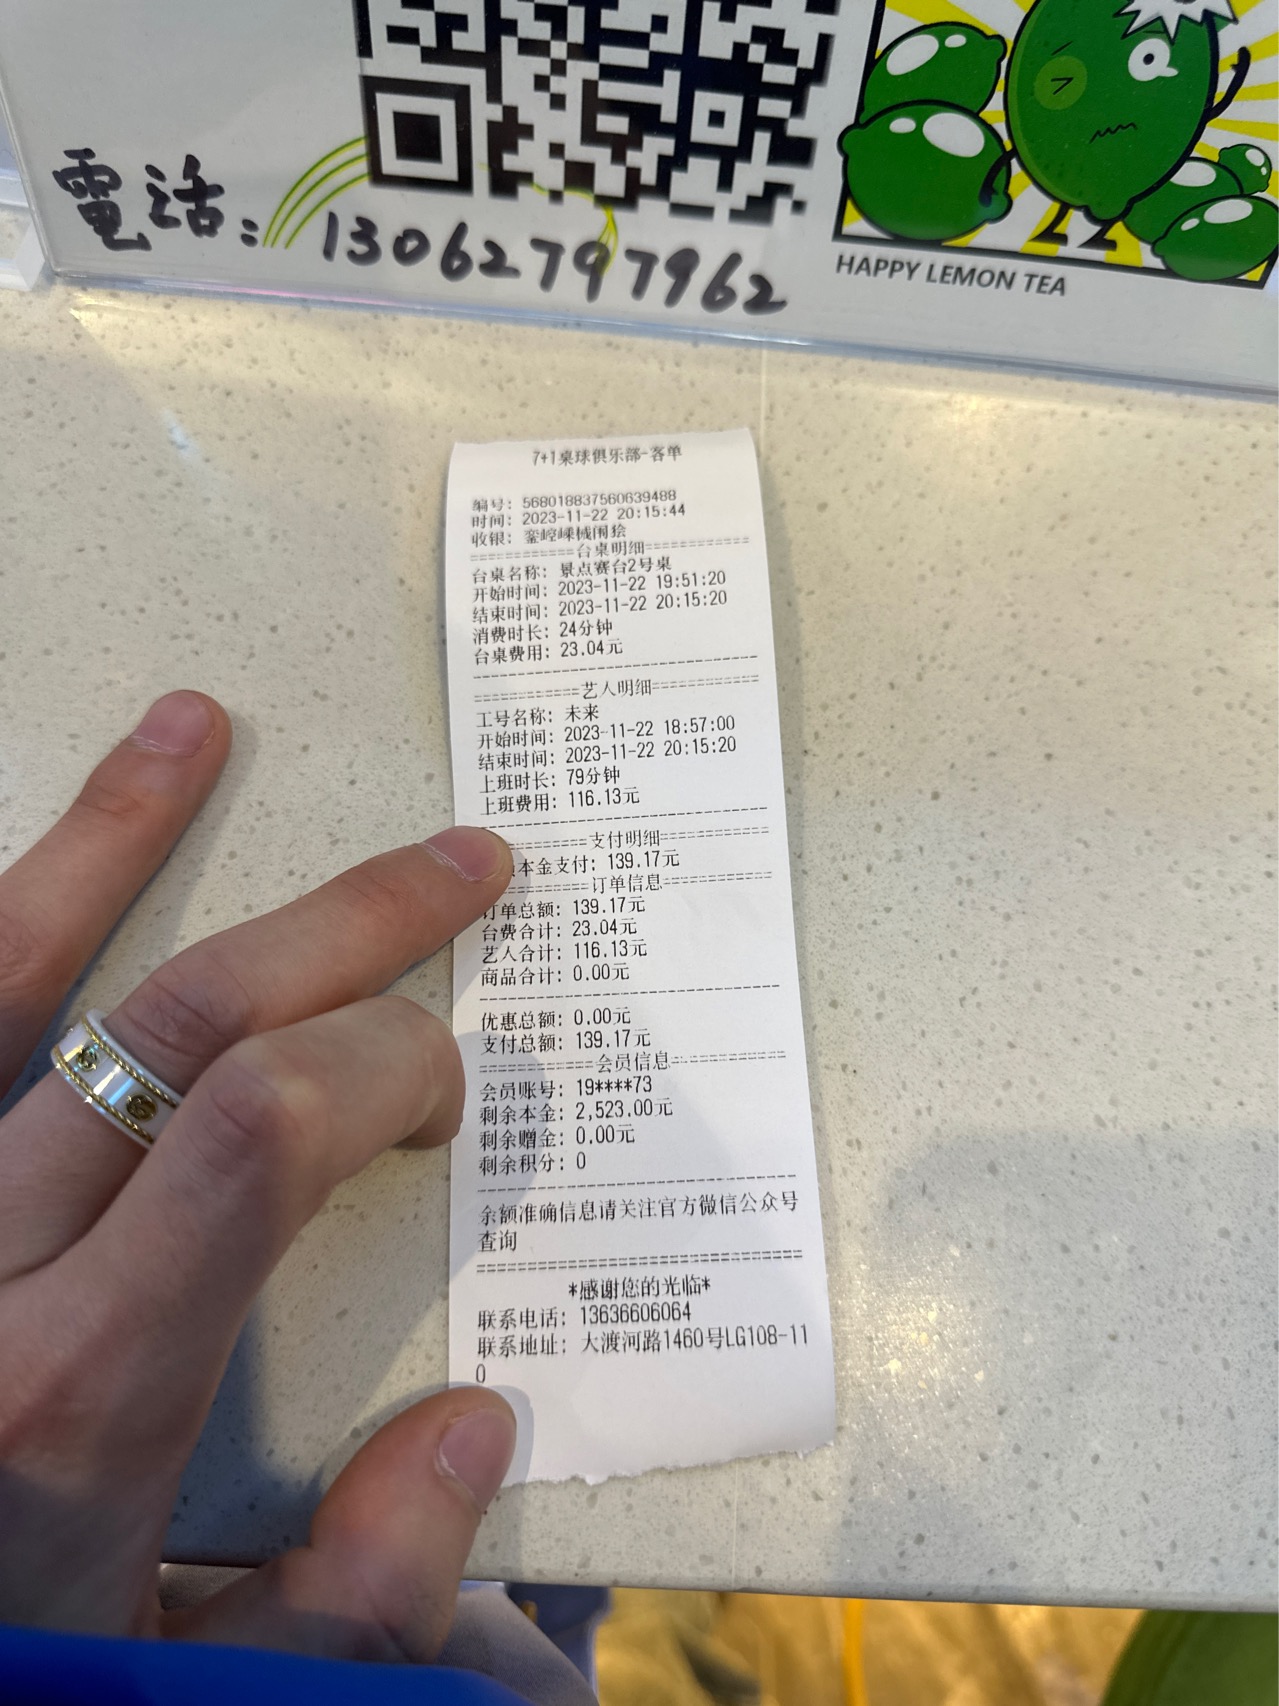 電话: 13062797962
HAPPY LEMON TEA
7+1桌球俱乐部-客单
编号: 568018837560639488
时间: 2023-11-22 20:15:44
收银:
============台桌明细============
台桌名称: 景点赛台2号桌
开始时间: 2023-11-22 19:51:20
结束时间: 2023-11-22 20:15:20
消费时长: 24分钟
台桌费用: 23.04元
============艺人明细============
工号名称: 未来
开始时间: 2023-11-22 18:57:00
结束时间: 2023-11-22 20:15:20
上班时长: 79分钟
上班费用: 116.13元
==========支付明细============
本金支付: 139.17元
==========订单信息============
订单总额: 139.17元
台费合计: 23.04元
艺人合计: 116.13元
商品合计: 0.00元
优惠总额: 0.00元
支付总额: 139.17元
============会员信息============
会员账号: 19****73
剩余本金: 2,523.00元
剩余赠金: 0.00元
剩余积分: 0
余额准确信息请关注官方微信公众号
查询
*感谢您的光临*
联系电话: 13636606064
联系地址: 大渡河路1460号LG108-11
0